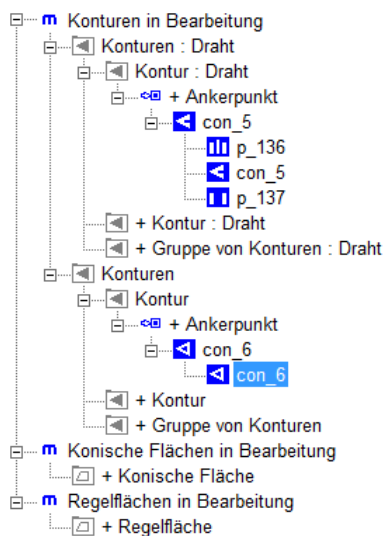 m Konturen in Bearbeitung
Konturen : Draht
Kontur : Draht
+ Ankerpunkt
con_5
p_136
con_5
p_137
+ Kontur : Draht
+ Gruppe von Konturen : Draht
Konturen
Kontur
+ Ankerpunkt
con_6
con_6
+ Kontur
+ Gruppe von Konturen
m Konische Flächen in Bearbeitung
+ Konische Fläche
m Regelflächen in Bearbeitung
+ Regelfläche